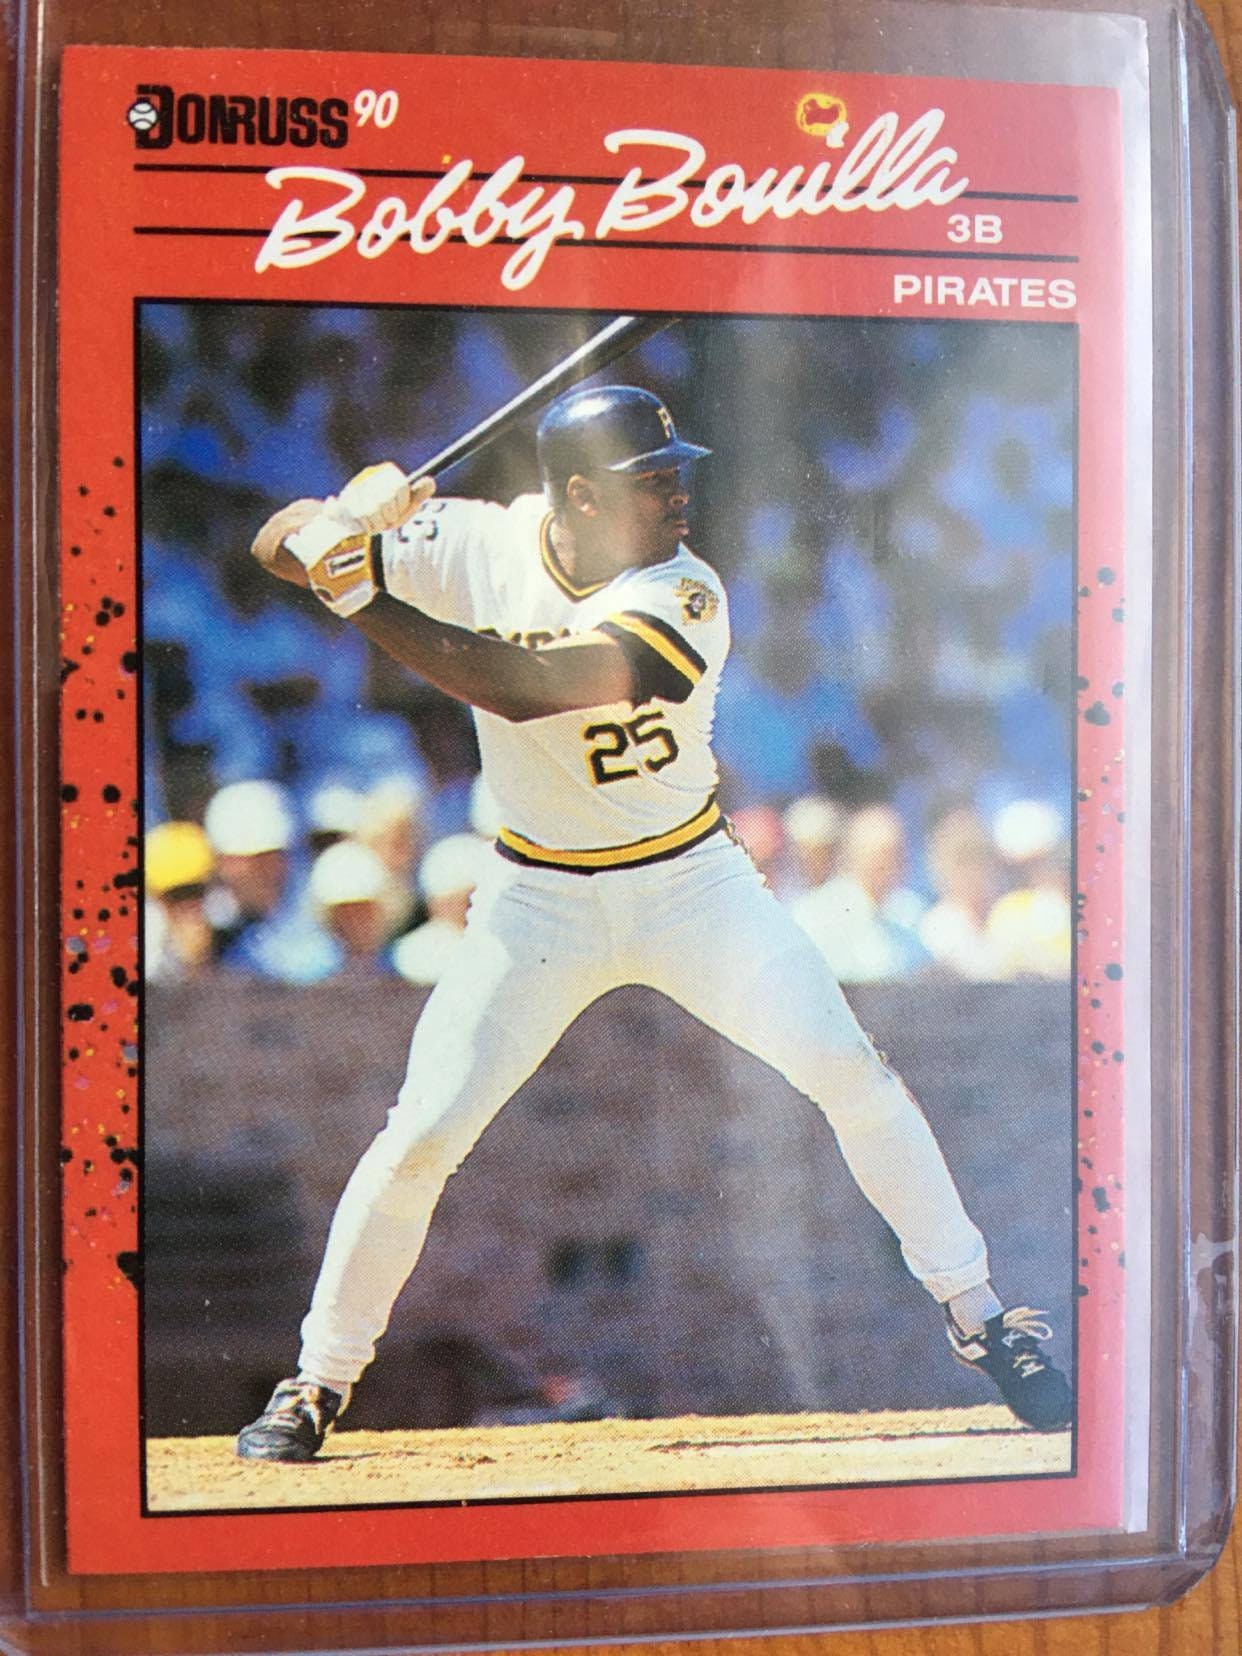 DONRUSS 90
Bobby Bonilla
3B
PIRATES
P
25